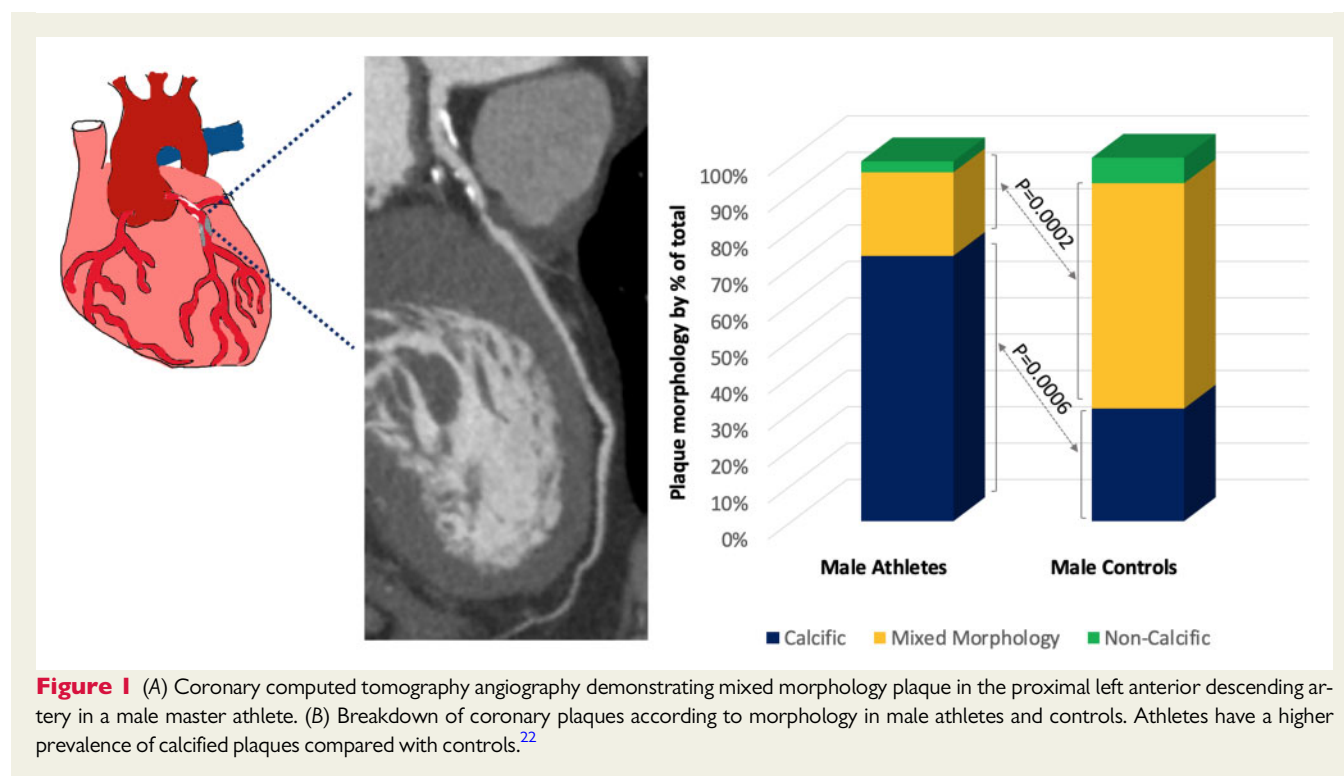 Plaque morphology by % of total
100%
90%
80%
70%
60%
50%
40%
30%
20%
10%
0%
P=0.0002
P=0.0006
Male Athletes Male Controls
Calcific Mixed Morphology Non-Calcific
Figure 1 (A) Coronary computed tomography angiography demonstrating mixed morphology plaque in the proximal left anterior descending ar-
tery in a male master athlete. (B) Breakdown of coronary plaques according to morphology in male athletes and controls. Athletes have a higher
prevalence of calcified plaques compared with controls.22